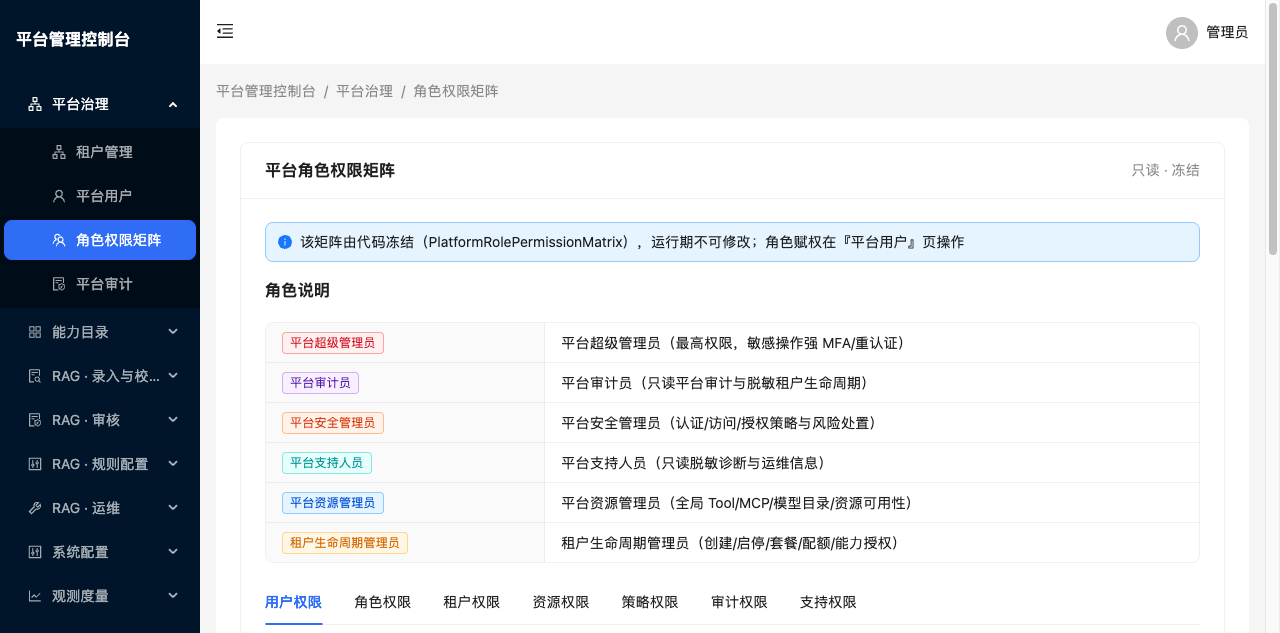 平台管理控制台
管理员
平台治理
租户管理
平台用户
角色权限矩阵
平台审计
能力目录
RAG · 录入与校...
RAG · 审核
RAG · 规则配置
RAG · 运维
系统配置
观测度量
平台管理控制台 / 平台治理 / 角色权限矩阵
平台角色权限矩阵
只读 · 冻结
该矩阵由代码冻结（PlatformRolePermissionMatrix），运行期不可修改；角色赋权在『平台用户』页操作
角色说明
平台超级管理员 平台超级管理员（最高权限，敏感操作强 MFA/重认证）
平台审计员 平台审计员（只读平台审计与脱敏租户生命周期）
平台安全管理员 平台安全管理员（认证/访问/授权策略与风险处置）
平台支持人员 平台支持人员（只读脱敏诊断与运维信息）
平台资源管理员 平台资源管理员（全局 Tool/MCP/模型目录/资源可用性）
租户生命周期管理员 租户生命周期管理员（创建/启停/套餐/配额/能力授权）
用户权限 角色权限 租户权限 资源权限 策略权限 审计权限 支持权限